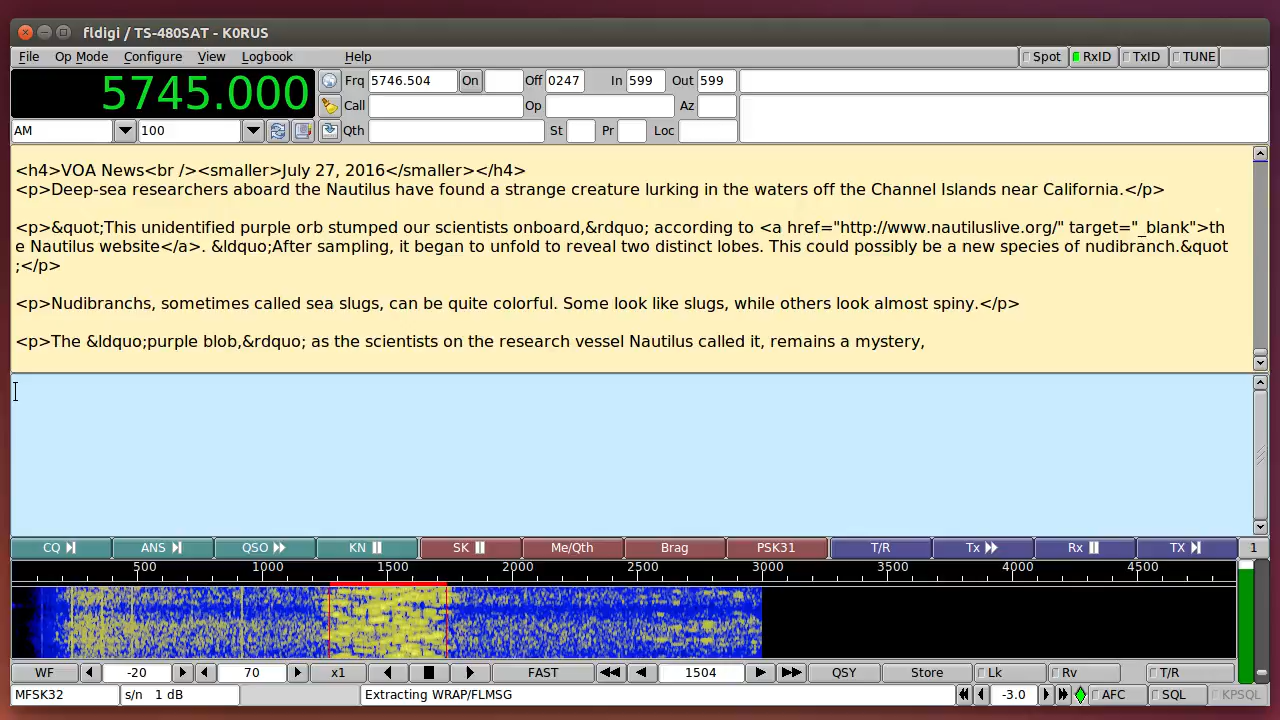 fldigi / TS-480SAT - K0RUS
File Op Mode Configure View Logbook Help Spot RxID TxID TUNE
5745.000 Frq 5746.504 On Off 0247 In 599 Out 599
Call Op Az
AM 100 Qth St Pr Loc
<h4>VOA News<br /><smaller>July 27, 2016</smaller></h4>
<p>Deep-sea researchers aboard the Nautilus have found a strange creature lurking in the waters off the Channel Islands near California.</p>
<p>&quot;This unidentified purple orb stumped our scientists onboard,&rdquo; according to <a href="http://www.nautiluslive.org/" target="_blank">th
e Nautilus website</a>. &ldquo;After sampling, it began to unfold to reveal two distinct lobes. This could possibly be a new species of nudibranch.&quot
;</p>
<p>Nudibranchs, sometimes called sea slugs, can be quite colorful. Some look like slugs, while others look almost spiny.</p>
<p>The &ldquo;purple blob,&rdquo; as the scientists on the research vessel Nautilus called it, remains a mystery,
CQ ANS QSO KN SK Me/Qth Brag PSK31 T/R Tx Rx TX 1
500 1000 1500 2000 2500 3000 3500 4000 4500
WF -20 70 x1 FAST 1504 QSY Store Lk Rv T/R
MFSK32 s/n 1 dB Extracting WRAP/FLMSG -3.0 AFC SQL KPSQL